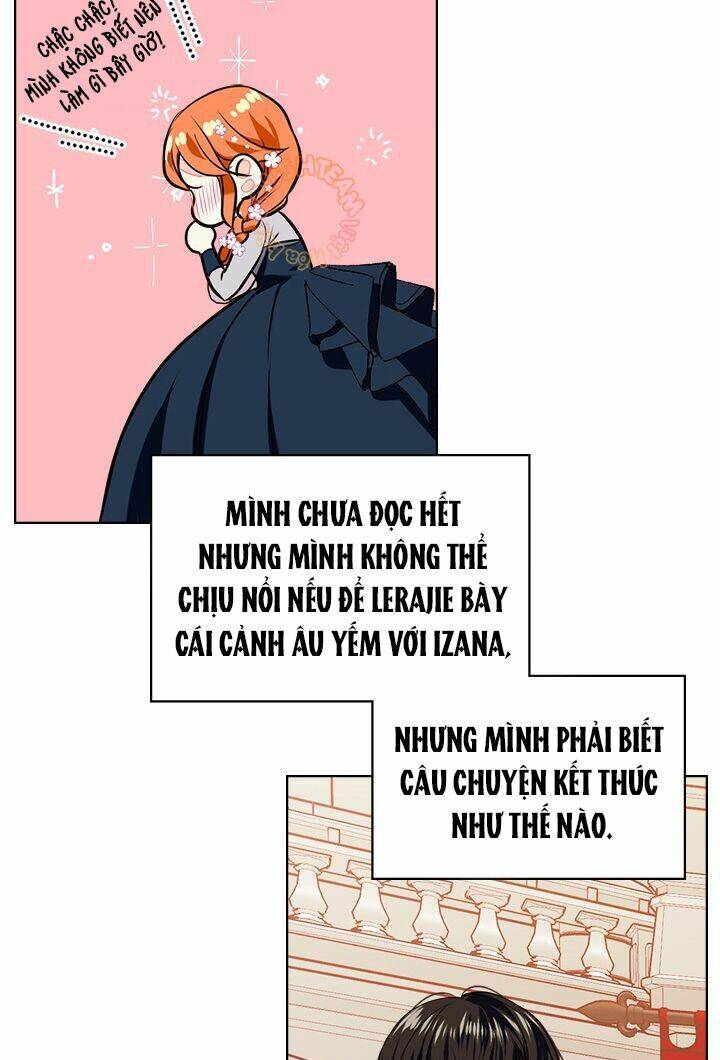 CHẬC CHẬC!
MÌNH KHÔNG BIẾT NÊN
LÀM GÌ BÂY GIỜ!
MÌNH CHƯA ĐỌC HẾT
NHƯNG MÌNH KHÔNG THỂ
CHỊU NỔI NẾU ĐỂ LERAJIE BÀY
CÁI CẢNH ÂU YẾM VỚI IZANA,
NHƯNG MÌNH PHẢI BIẾT
CÂU CHUYỆN KẾT THÚC
NHƯ THẾ NÀO.